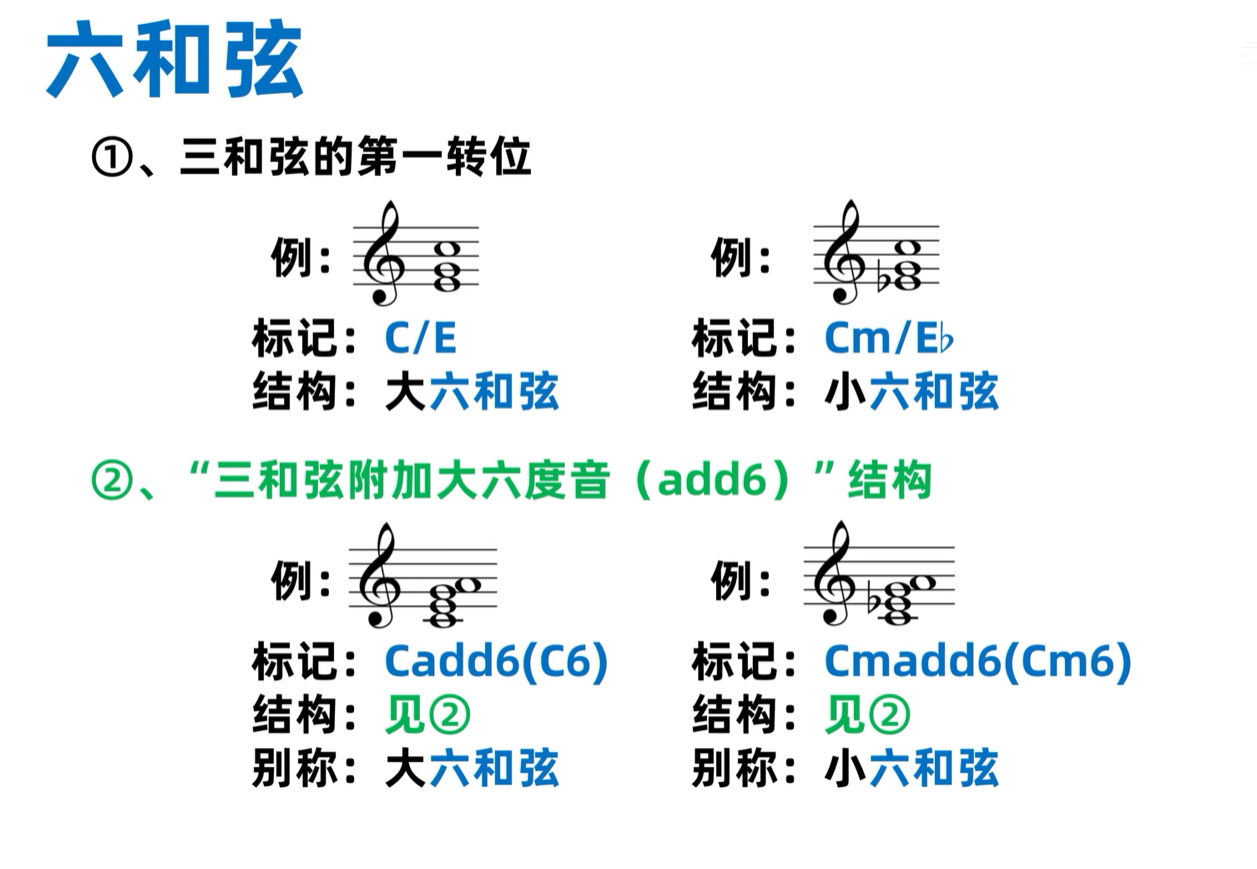 六和弦
①、三和弦的第一转位
例： 例：
标记：C/E 标记：Cm/E♭
结构：大六和弦 结构：小六和弦
②、“三和弦附加大六度音（add6）”结构
例： 例：
标记：Cadd6(C6) 标记：Cmadd6(Cm6)
结构：见② 结构：见②
别称：大六和弦 别称：小六和弦